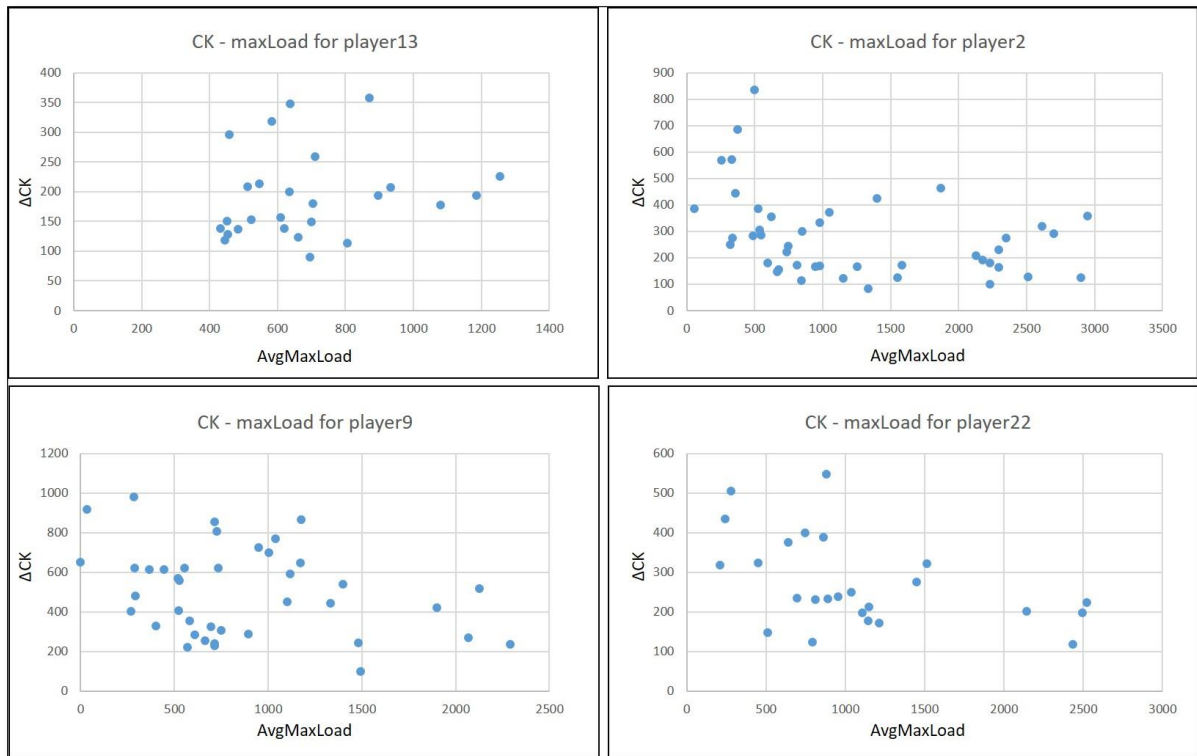 CK - maxLoad for player13
400
350
300
250
200
150
100
50
0
ΔCK
0 200 400 600 800 1000 1200 1400
AvgMaxLoad
CK - maxLoad for player2
900
800
700
600
500
400
300
200
100
0
ΔCK
0 500 1000 1500 2000 2500 3000 3500
AvgMaxLoad
CK - maxLoad for player9
1200
1000
800
600
400
200
0
ΔCK
0 500 1000 1500 2000 2500
AvgMaxLoad
CK - maxLoad for player22
600
500
400
300
200
100
0
ΔCK
0 500 1000 1500 2000 2500 3000
AvgMaxLoad